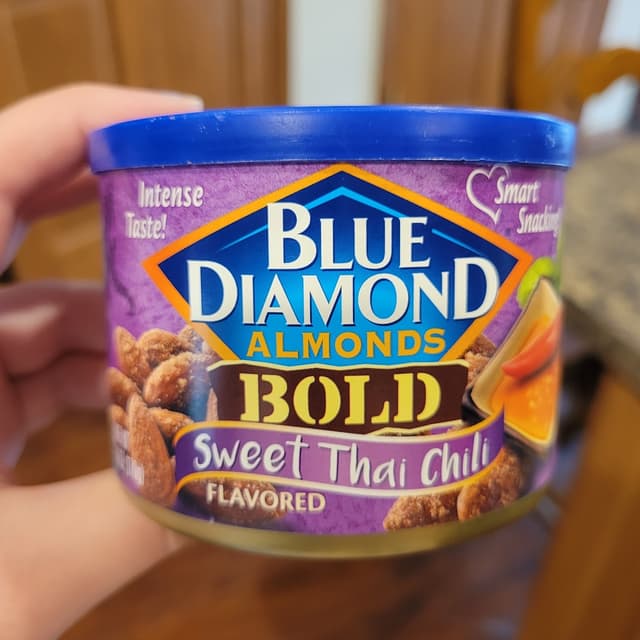 Intense
Taste!
Smart
Snacking
BLUE
DIAMOND
ALMONDS
BOLD
Sweet Thai Chili
FLAVORED